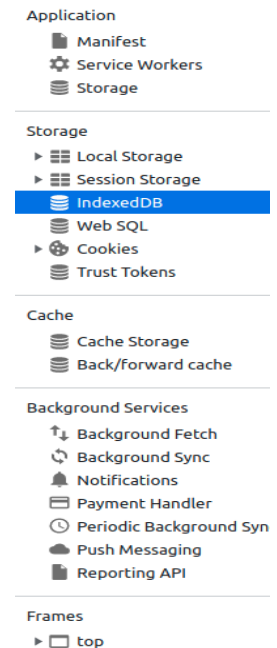 Application
Manifest
Service Workers
Storage
Storage
Local Storage
Session Storage
IndexedDB
Web SQL
Cookies
Trust Tokens
Cache
Cache Storage
Back/forward cache
Background Services
Background Fetch
Background Sync
Notifications
Payment Handler
Periodic Background Syn
Push Messaging
Reporting API
Frames
top